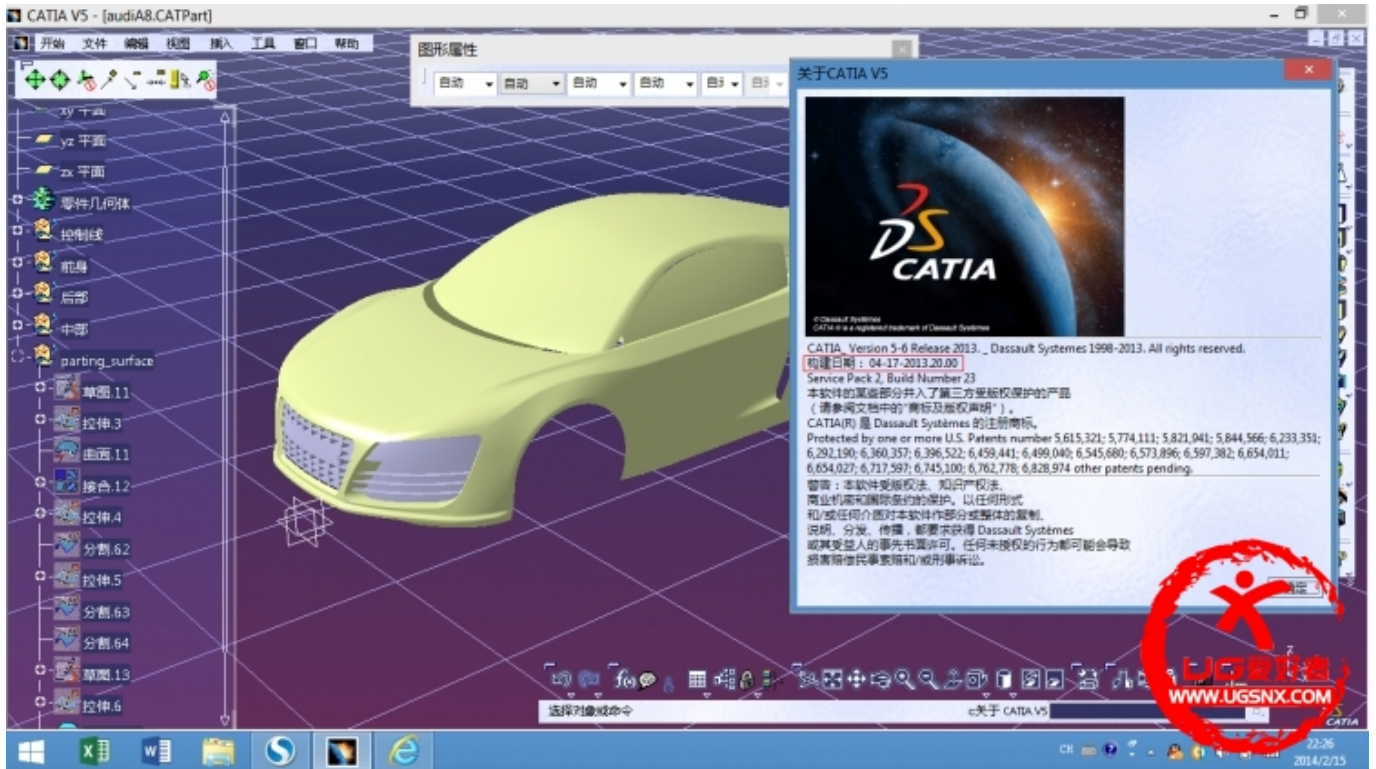 CATIA V5 - [audiA8.CATPart]
开始 文件 编辑 视图 插入 工具 窗口 帮助
图形属性
自动 自动 自动 自动
关于CATIA V5
xy 平面
yz 平面
zx 平面
零件几何体
控制线
前身
后部
中部
parting_surface
草图.11
拉伸.3
曲面.11
接合.12
拉伸.4
分割.62
拉伸.5
分割.63
分割.64
草图.13
拉伸.6
DS
CATIA
© Dassault Systèmes
CATIA ® is a registered trademark of Dassault Systèmes
CATIA_ Version 5-6 Release 2013. _ Dassault Systemes 1998-2013. All rights reserved.
构建日期： 04-17-2013.20.00
Service Pack 2, Build Number 23
本软件的某些部分并入了第三方受版权保护的产品
（请参阅文档中的"商标及版权声明"）。
CATIA(R) 是 Dassault Systèmes 的注册商标。
Protected by one or more U.S. Patents number 5,615,321; 5,774,111; 5,821,941; 5,844,566; 6,233,351;
6,292,190; 6,360,357; 6,396,522; 6,459,441; 6,499,040; 6,545,680; 6,573,896; 6,597,382; 6,654,011;
6,654,027; 6,717,597; 6,745,100; 6,762,778; 6,828,974 other patents pending.
警告：本软件受版权法、知识产权法、
商业机密和国际条约的保护。以任何形式
和/或任何介质对本软件作部分或整体的复制、
说明、分发、传播，都要求获得 Dassault Systèmes
或其受益人的事先书面许可。任何未授权的行为都可能会导致
损害赔偿民事索赔和/或刑事诉讼。
确定
选择对象或命令
c:关于 CATIA V5
UG爱好者
WWW.UGSNX.COM
CATIA
CH
22:26
2014/2/15